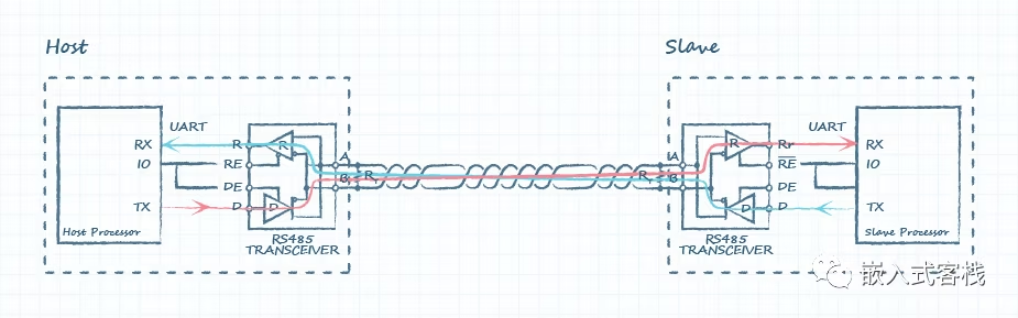 Host
Slave
UART
RX
R
R
IO
RE
DE
TX
D
D
Host Processor
RS485
TRANSCEIVER
A
B
R
R
A
B
R
Rr
UART
RX
RE
IO
DE
D
D
TX
RS485
TRANSCEIVER
Slave Processor
嵌入式客栈